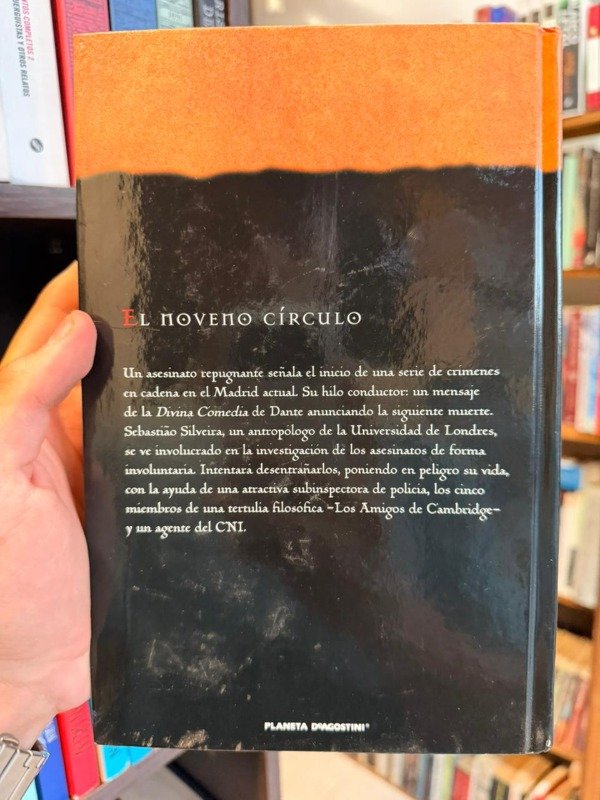 EL NOVENO CÍRCULO
Un asesinato repugnante señala el inicio de una serie de crímenes
en cadena en el Madrid actual. Su hilo conductor: un mensaje
de la Divina Comedia de Dante anunciando la siguiente muerte.
Sebastião Silveira, un antropólogo de la Universidad de Londres,
se ve involucrado en la investigación de los asesinatos de forma
involuntaria. Intentará desentrañarlos, poniendo en peligro su vida,
con la ayuda de una atractiva subinspectora de policía, los cinco
miembros de una tertulia filosófica –Los Amigos de Cambridge–
y un agente del CNI.
PLANETA DEAGOSTINI®